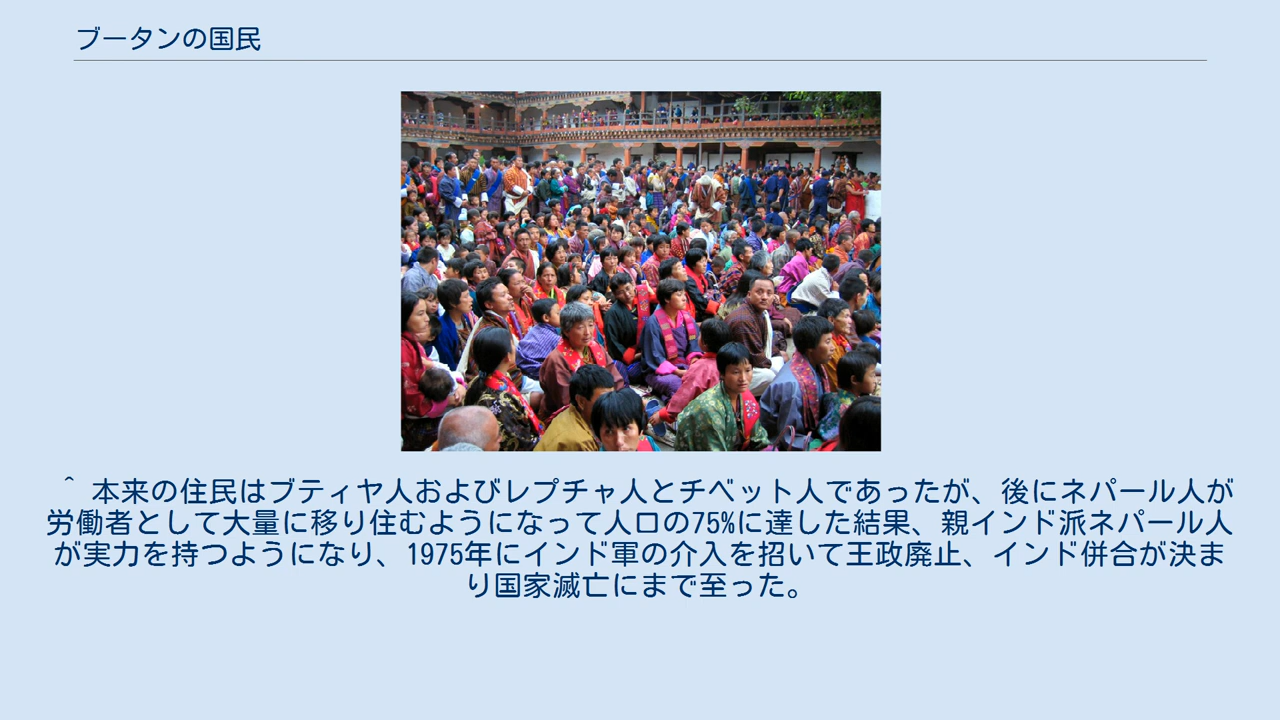 ブータンの国民
^ 本来の住民はブティヤ人およびレプチャ人とチベット人であったが、後にネパール人が
労働者として大量に移り住むようになって人口の75%に達した結果、親インド派ネパール人
が実力を持つようになり、1975年にインド軍の介入を招いて王政廃止、インド併合が決ま
り国家滅亡にまで至った。